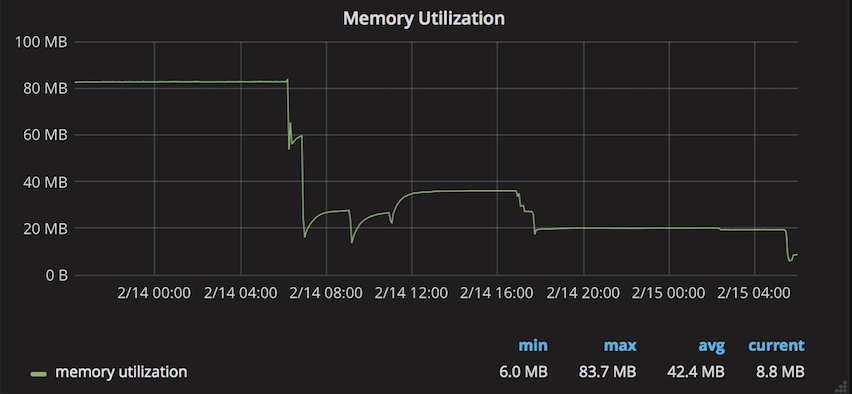 Memory Utilization
100 MB
80 MB
60 MB
40 MB
20 MB
0 B
2/14 00:00 2/14 04:00 2/14 08:00 2/14 12:00 2/14 16:00 2/14 20:00 2/15 00:00 2/15 04:00
min max avg current
memory utilization 6.0 MB 83.7 MB 42.4 MB 8.8 MB